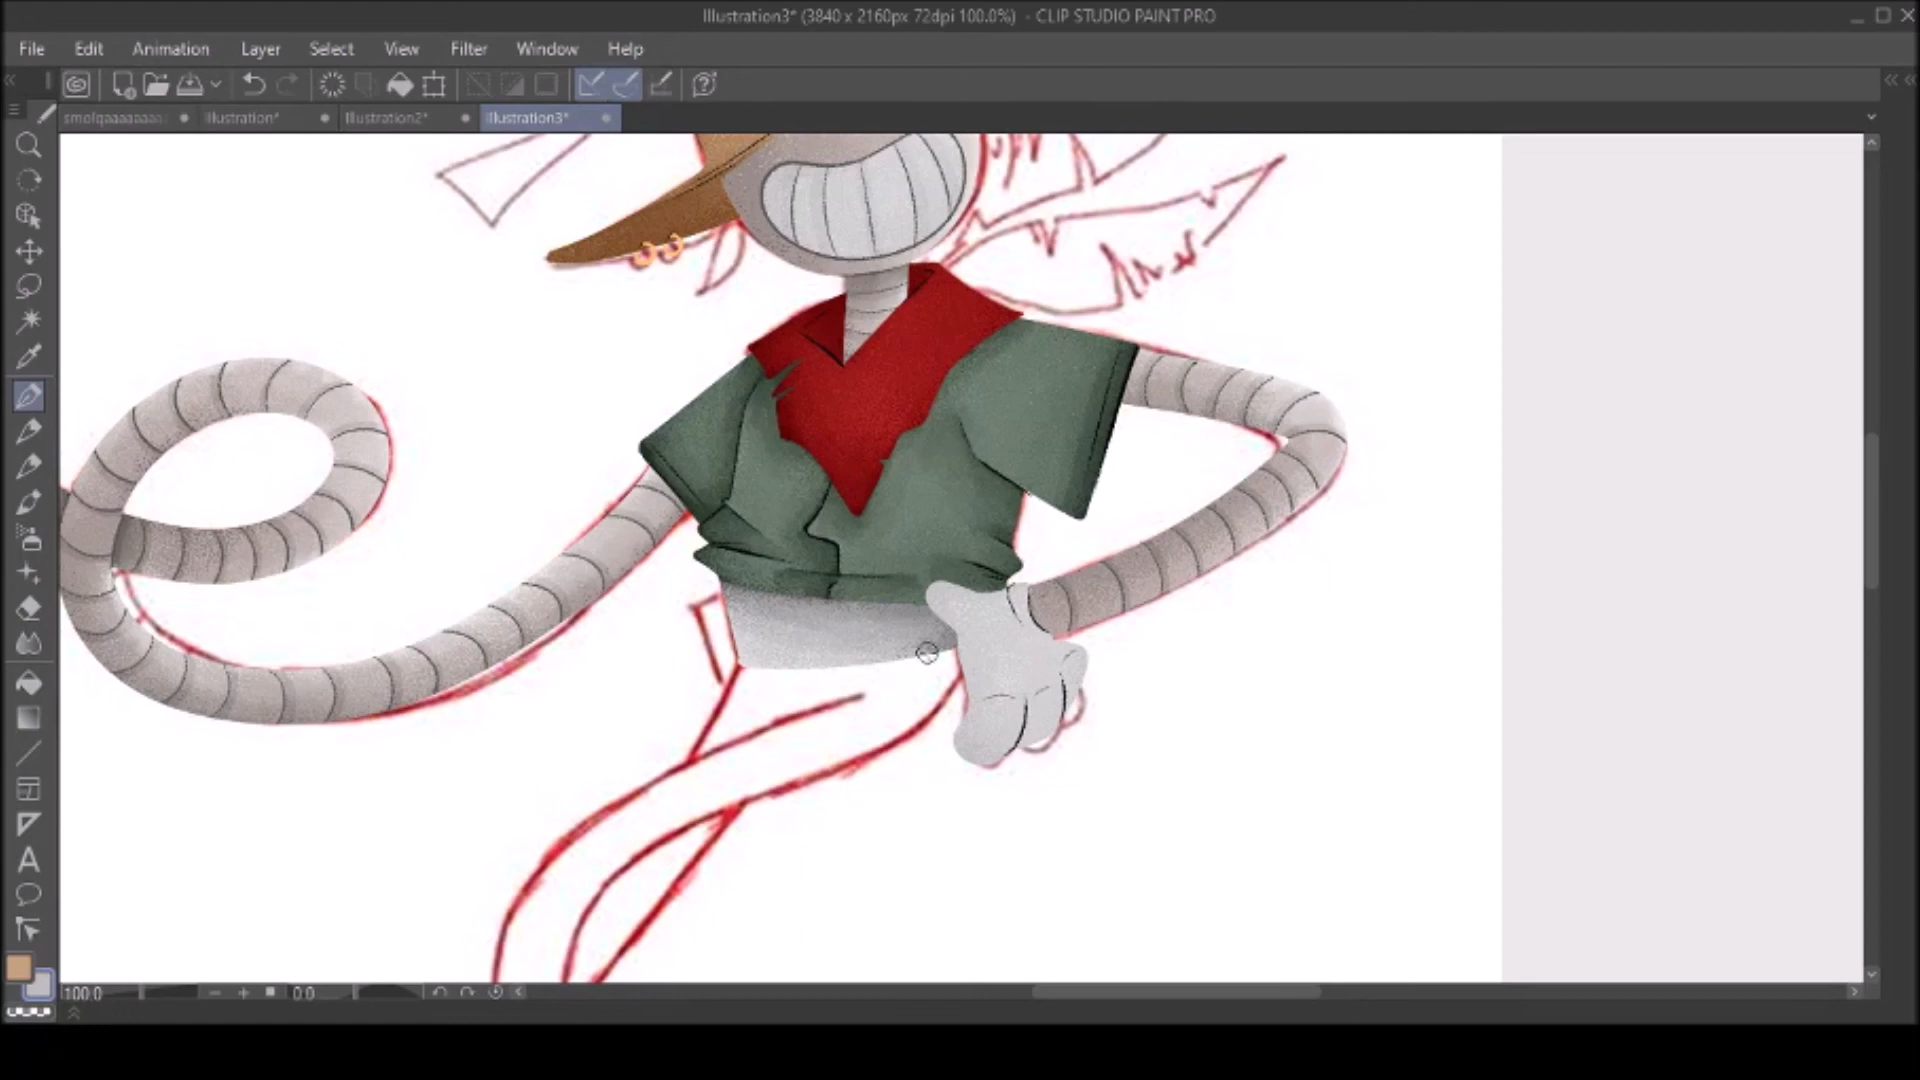 Illustration3* (3840 x 2160px 72dpi 100.0%) - CLIP STUDIO PAINT PRO
File Edit Animation Layer Select View Filter Window Help
Illustration* Illustration2* Illustration3*
100.0 0.0